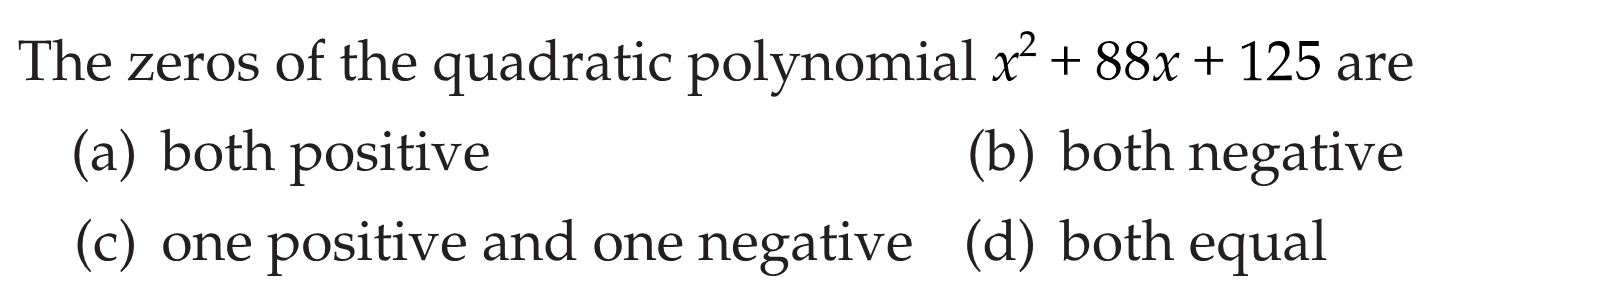 The zeros of the quadratic polynomial x² + 88x + 125 are
(a) both positive (b) both negative
(c) one positive and one negative (d) both equal